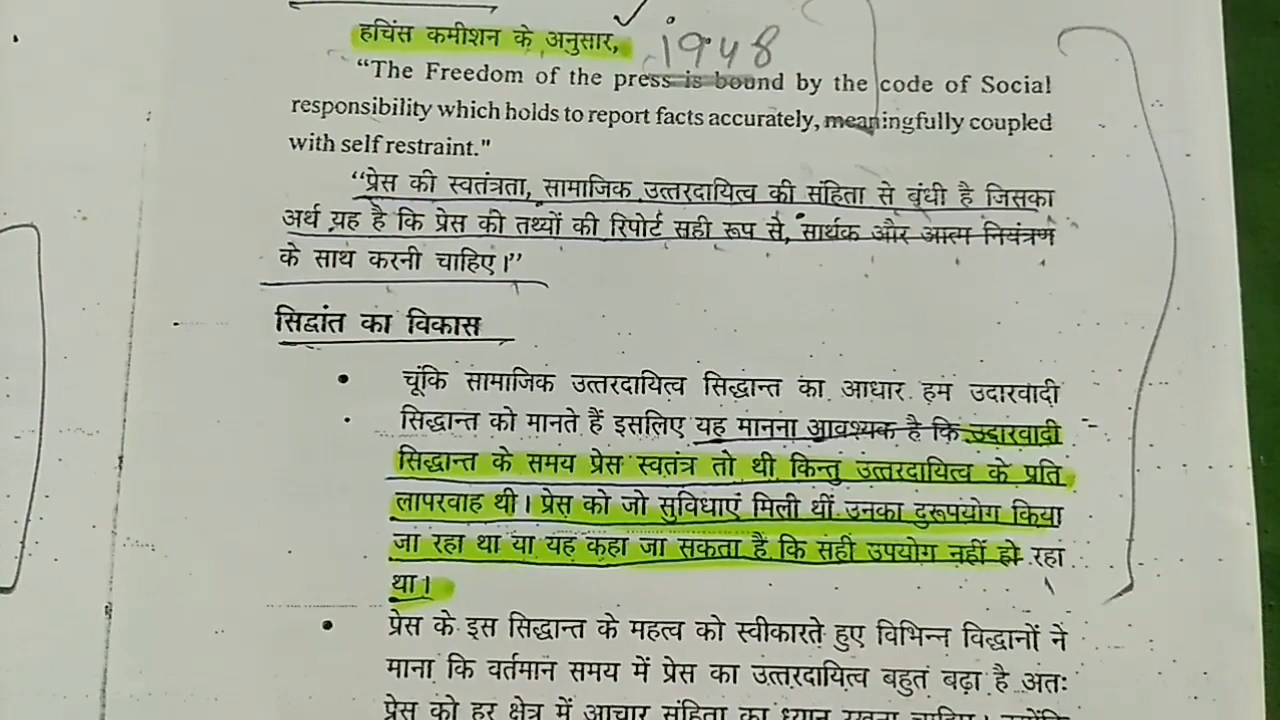 हचिंस कमीशन के अनुसार, 1948
“The Freedom of the press is bound by the code of Social
responsibility which holds to report facts accurately, meaningfully coupled
with self restraint."
“प्रेस की स्वतंत्रता, सामाजिक उत्तरदायित्व की संहिता से बंधी है जिसका
अर्थ यह है कि प्रेस को तथ्यों की रिपोर्ट सही रूप से, सार्थक और आत्म नियंत्रण
के साथ करनी चाहिए।”
सिद्वांत का विकास
• चूंकि सामाजिक उत्तरदायित्व सिद्धान्त का आधार हम उदारवादी
सिद्धान्त को मानते हैं इसलिए यह मानना आवश्यक है कि उदारवादी
सिद्धान्त के समय प्रेस स्वतंत्र तो थी किन्तु उत्तरदायित्व के प्रति
लापरवाह थी। प्रेस को जो सुविधाएं मिली थीं उनका दुरूपयोग किया
जा रहा था या यह कहा जा सकता है कि सही उपयोग नहीं हो रहा
था।
• प्रेस के इस सिद्धान्त के महत्व को स्वीकारते हुए विभिन्न विद्वानों ने
माना कि वर्तमान समय में प्रेस का उत्तरदायित्व बहुत बढ़ा है अतः
प्रेस को हर क्षेत्र में आचार संहिता का ध्यान रखना चाहिए।